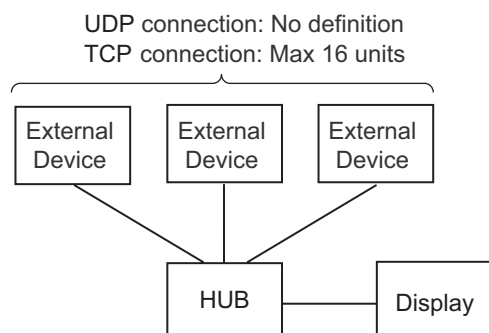 UDP connection: No definition
TCP connection: Max 16 units
External
Device
External
Device
External
Device
HUB
Display